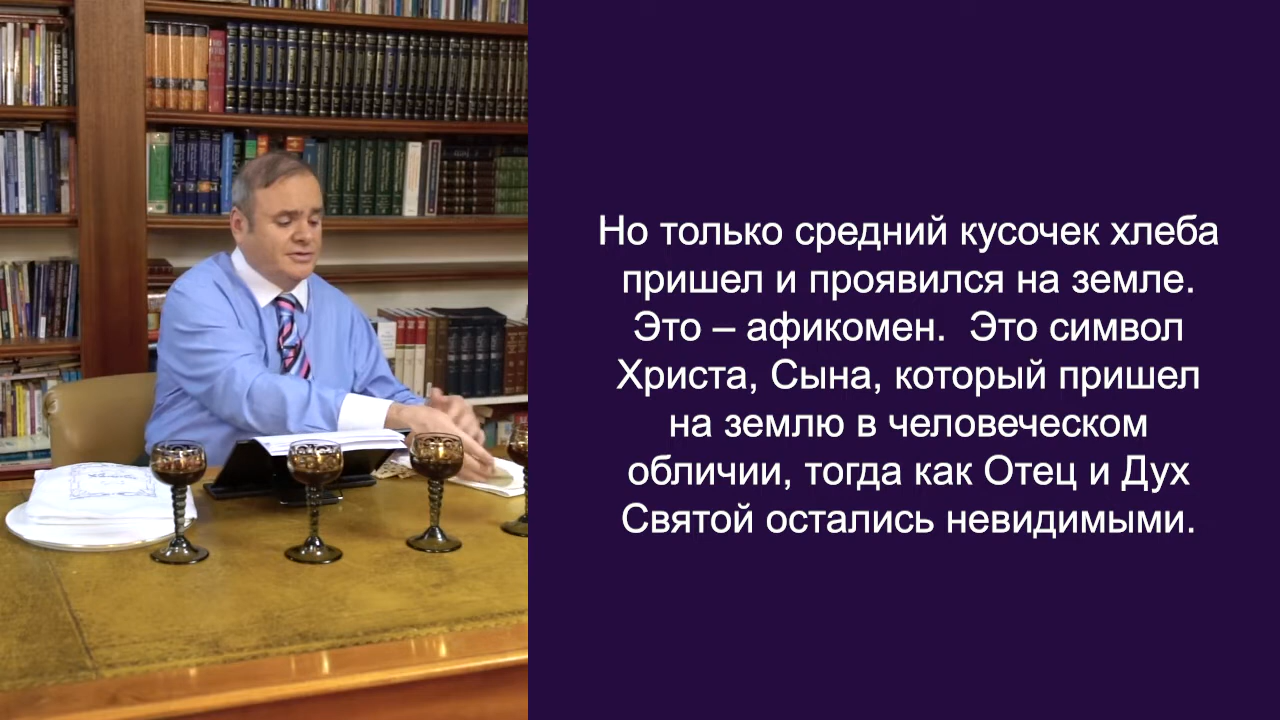 Но только средний кусочек хлеба
пришел и проявился на земле.
Это – афикомен.  Это символ
Христа, Сына, который пришел
на землю в человеческом
обличии, тогда как Отец и Дух
Святой остались невидимыми.